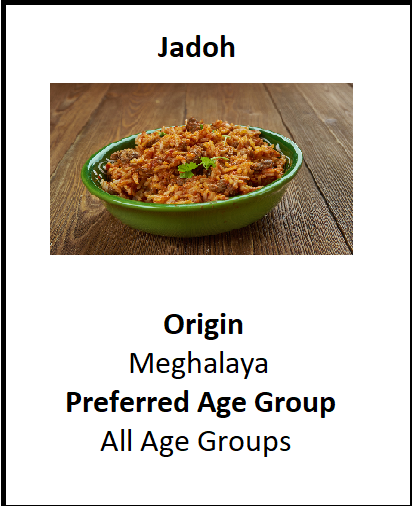 Jadoh
Origin
Meghalaya
Preferred Age Group
All Age Groups